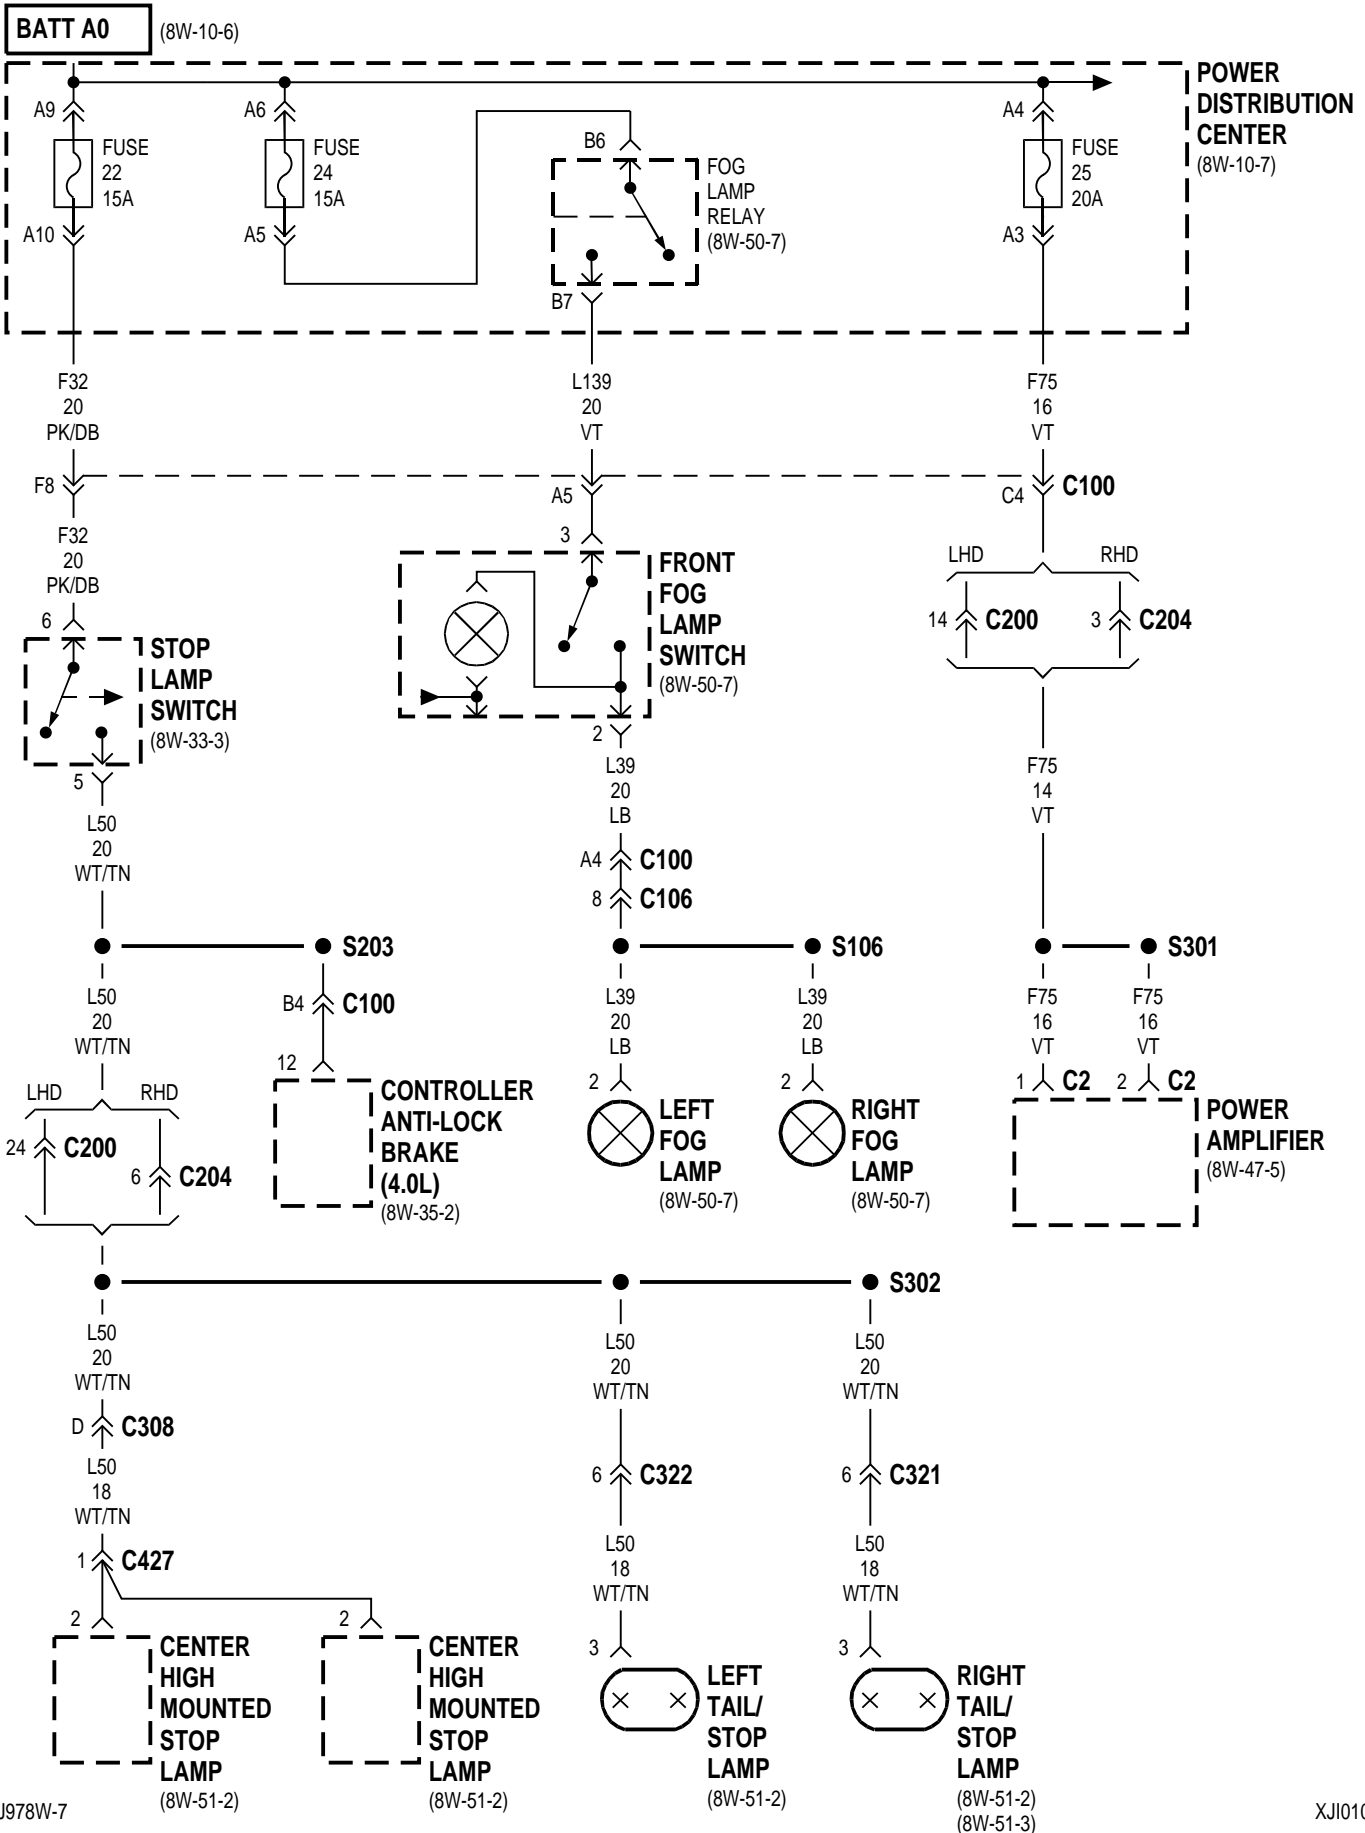 BATT A0
(8W-10-6)
POWER
DISTRIBUTION
CENTER
(8W-10-7)
A9
FUSE
22
15A
A10
A6
FUSE
24
15A
A5
B6
FOG
LAMP
RELAY
(8W-50-7)
B7
A4
FUSE
25
20A
A3
F32
20
PK/DB
L139
20
VT
F75
16
VT
F8
A5
C4
C100
F32
20
PK/DB
6
STOP
LAMP
SWITCH
(8W-33-3)
5
3
FRONT
FOG
LAMP
SWITCH
(8W-50-7)
2
LHD
RHD
14
C200
3
C204
L50
20
WT/TN
L39
20
LB
F75
14
VT
A4
C100
8
C106
S203
S106
S301
L50
20
WT/TN
B4
C100
12
CONTROLLER
ANTI-LOCK
BRAKE
(4.0L)
(8W-35-2)
L39
20
LB
L39
20
LB
F75
16
VT
F75
16
VT
2
LEFT
FOG
LAMP
(8W-50-7)
2
RIGHT
FOG
LAMP
(8W-50-7)
1
C2
2
C2
POWER
AMPLIFIER
(8W-47-5)
LHD
RHD
24
C200
6
C204
S302
L50
20
WT/TN
L50
20
WT/TN
L50
20
WT/TN
D
C308
6
C322
6
C321
L50
18
WT/TN
L50
18
WT/TN
L50
18
WT/TN
1
C427
2
CENTER
HIGH
MOUNTED
STOP
LAMP
(8W-51-2)
2
CENTER
HIGH
MOUNTED
STOP
LAMP
(8W-51-2)
3
LEFT
TAIL/
STOP
LAMP
(8W-51-2)
3
RIGHT
TAIL/
STOP
LAMP
(8W-51-2)
(8W-51-3)
J978W-7
XJI010